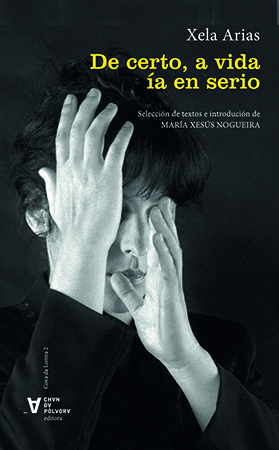 Xela Arias
De certo, a vida
ía en serio
Selección de textos e introdución de
MARÍA XESÚS NOGUEIRA
Cova da Lontra 2
CHAN
DA
PÓLVORA
editora